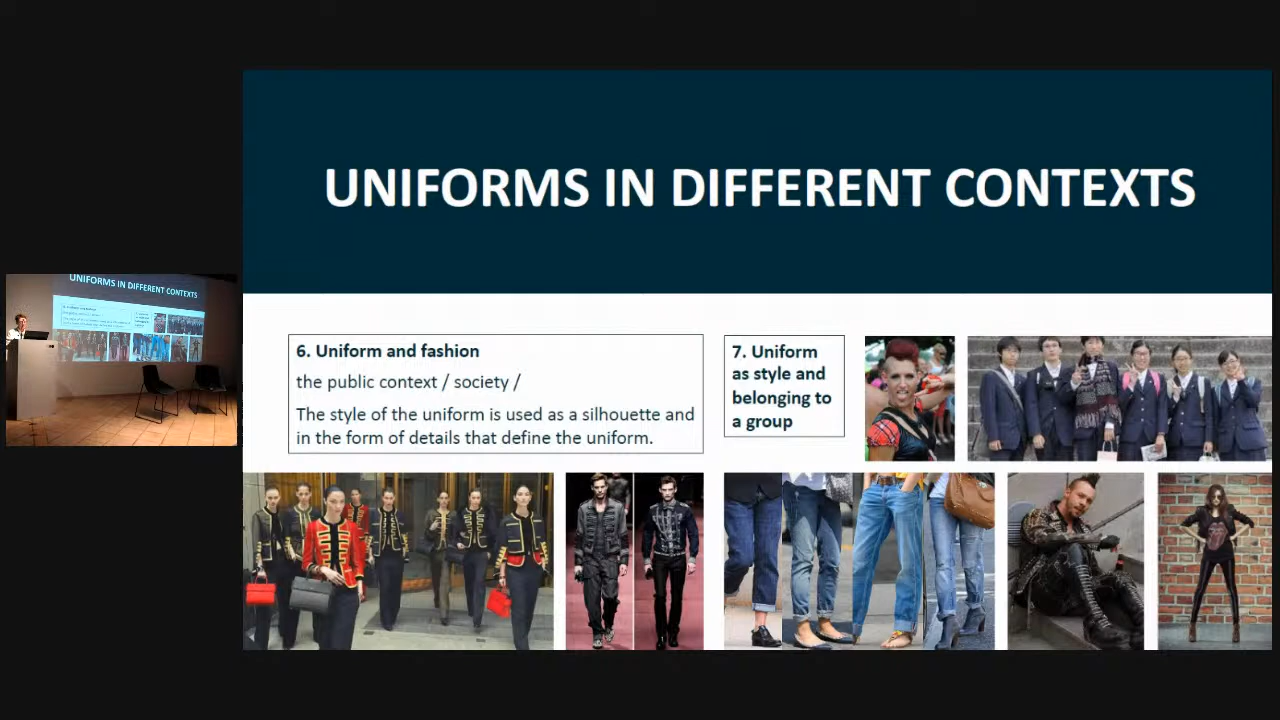 UNIFORMS IN DIFFERENT CONTEXTS
6. Uniform and fashion
the public context / society /
The style of the uniform is used as a silhouette and
in the form of details that define the uniform.
7. Uniform
as style and
belonging to
a group
UNIFORMS IN DIFFERENT CONTEXTS